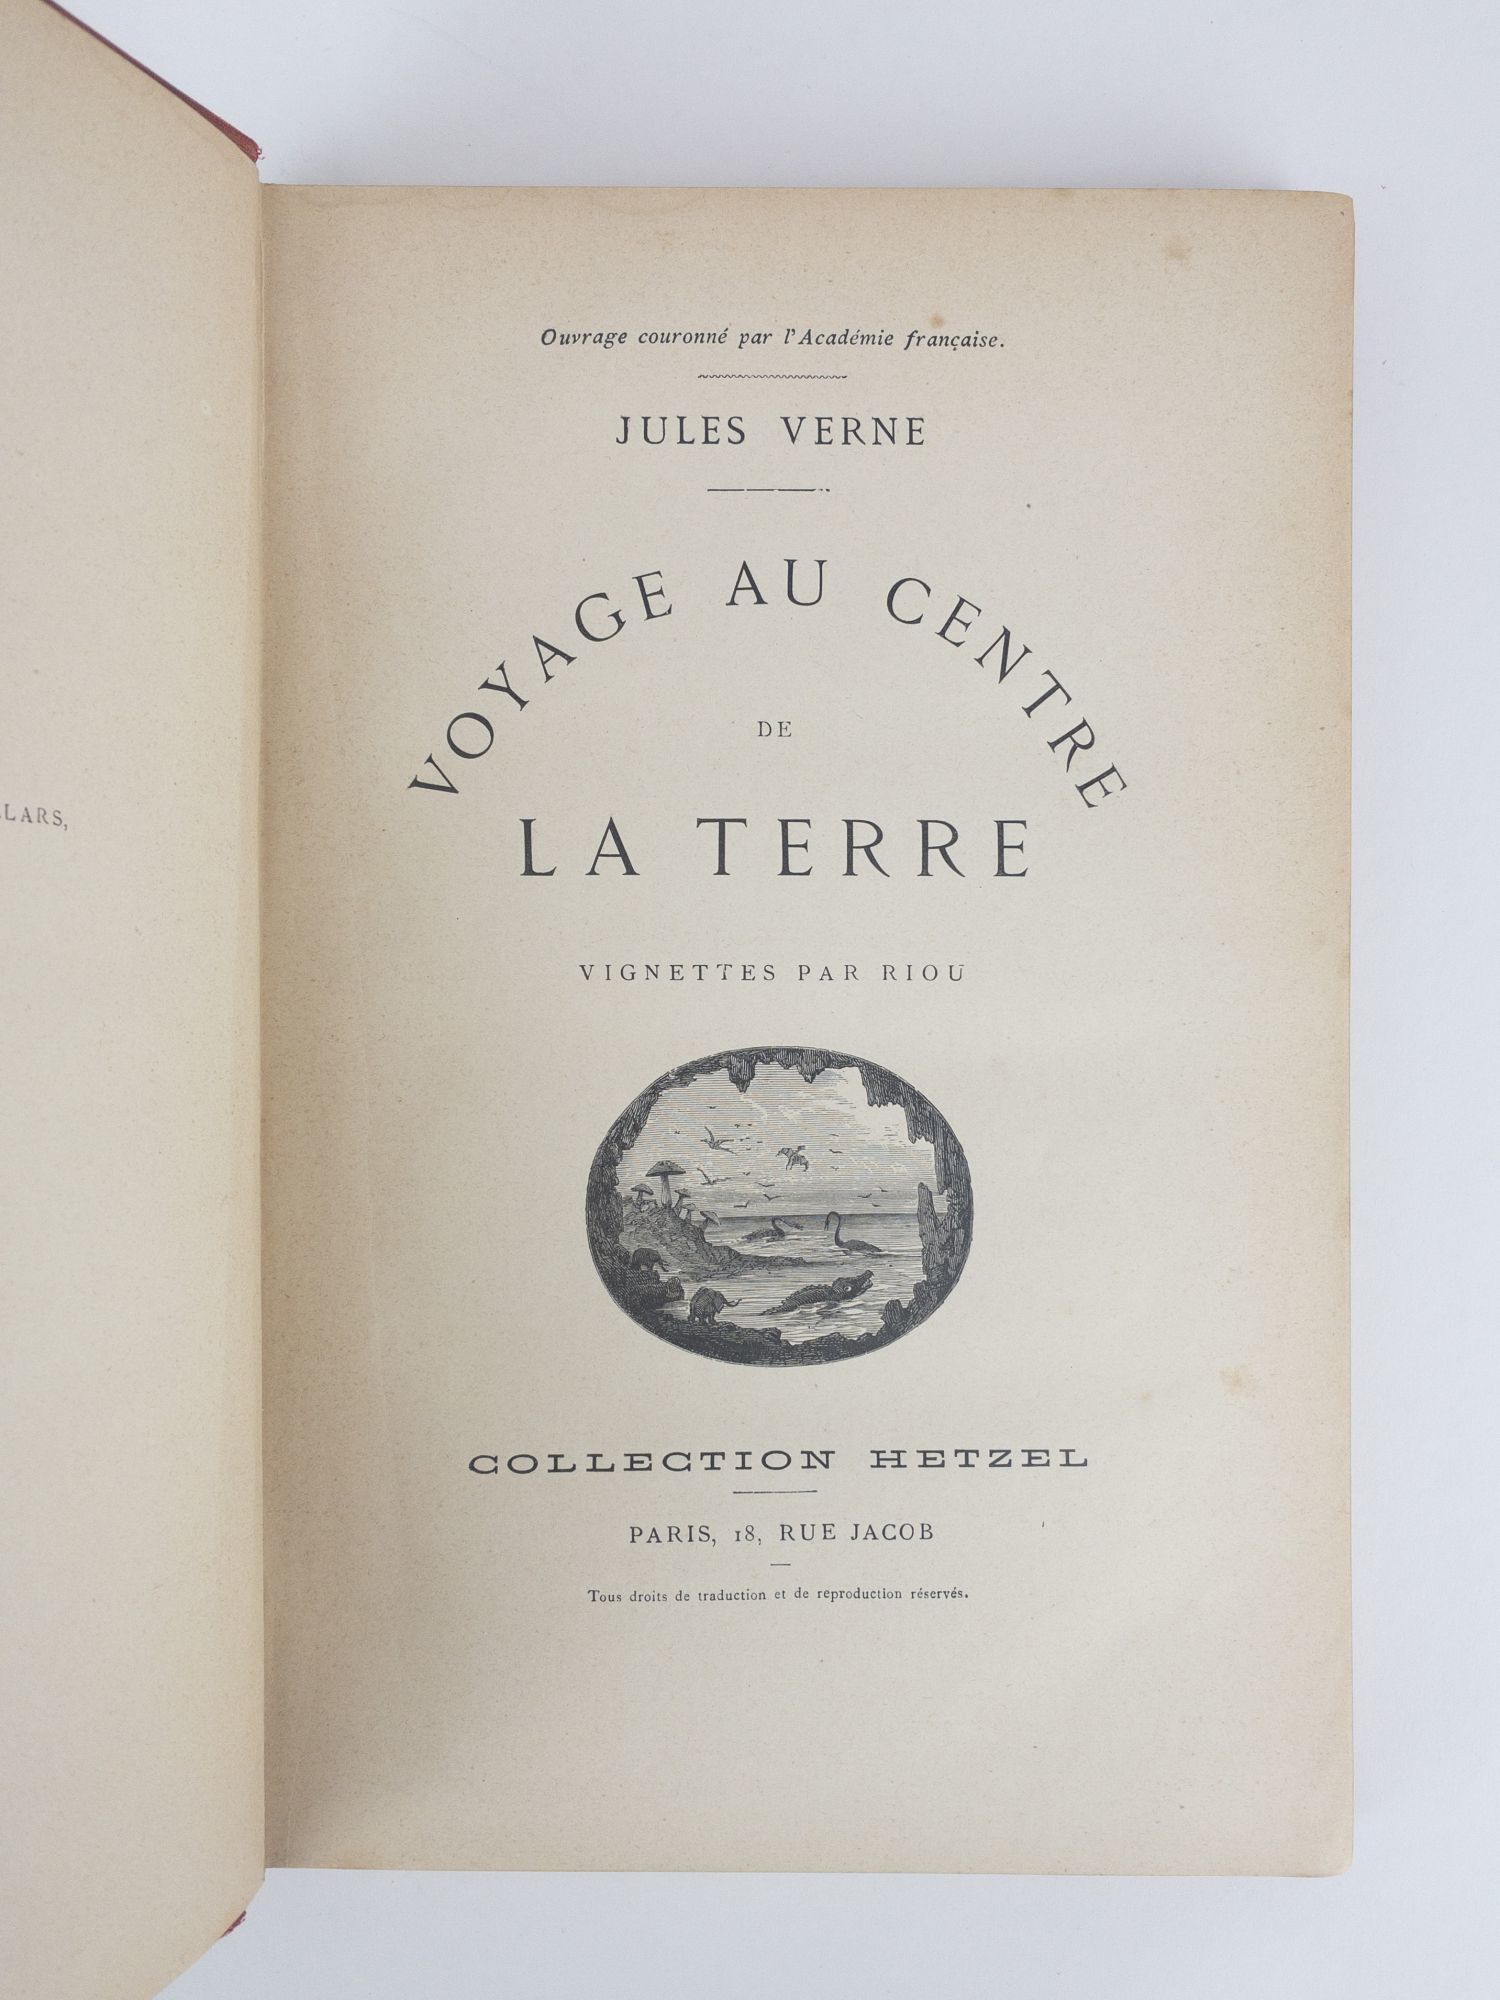 LARS,
Ouvrage couronné par l'Académie française.
JULES VERNE
VOYAGE AU CENTRE
DE
LA TERRE
VIGNETTES PAR RIOU
COLLECTION HETZEL
PARIS, 18, RUE JACOB
Tous droits de traduction et de reproduction réservés.